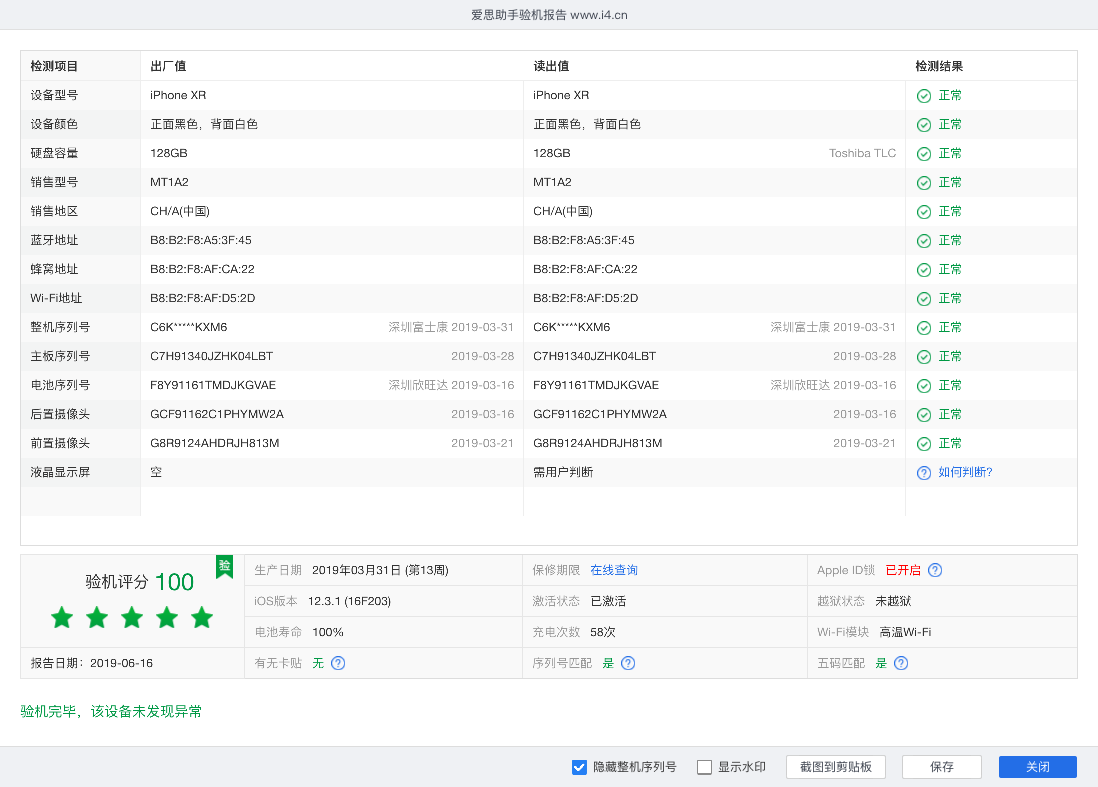 爱思助手验机报告 www.i4.cn
检测项目 出厂值 读出值 检测结果
设备型号 iPhone XR iPhone XR 正常
设备颜色 正面黑色，背面白色 正面黑色，背面白色 正常
硬盘容量 128GB 128GB Toshiba TLC 正常
销售型号 MT1A2 MT1A2 正常
销售地区 CH/A(中国) CH/A(中国) 正常
蓝牙地址 B8:B2:F8:A5:3F:45 B8:B2:F8:A5:3F:45 正常
蜂窝地址 B8:B2:F8:AF:CA:22 B8:B2:F8:AF:CA:22 正常
Wi-Fi地址 B8:B2:F8:AF:D5:2D B8:B2:F8:AF:D5:2D 正常
整机序列号 C6K*****KXM6 深圳富士康 2019-03-31 C6K*****KXM6 深圳富士康 2019-03-31 正常
主板序列号 C7H91340JZHK04LBT 2019-03-28 C7H91340JZHK04LBT 2019-03-28 正常
电池序列号 F8Y91161TMDJKGVAE 深圳欣旺达 2019-03-16 F8Y91161TMDJKGVAE 深圳欣旺达 2019-03-16 正常
后置摄像头 GCF91162C1PHYMW2A 2019-03-16 GCF91162C1PHYMW2A 2019-03-16 正常
前置摄像头 G8R9124AHDRJH813M 2019-03-21 G8R9124AHDRJH813M 2019-03-21 正常
液晶显示屏 空 需用户判断 如何判断?
验机评分 100 验
生产日期 2019年03月31日 (第13周) 保修期限 在线查询 Apple ID锁 已开启
iOS版本 12.3.1 (16F203) 激活状态 已激活 越狱状态 未越狱
电池寿命 100% 充电次数 58次 Wi-Fi模块 高温Wi-Fi
报告日期：2019-06-16 有无卡贴 无 序列号匹配 是 五码匹配 是
验机完毕，该设备未发现异常
隐藏整机序列号 显示水印 截图到剪贴板 保存 关闭